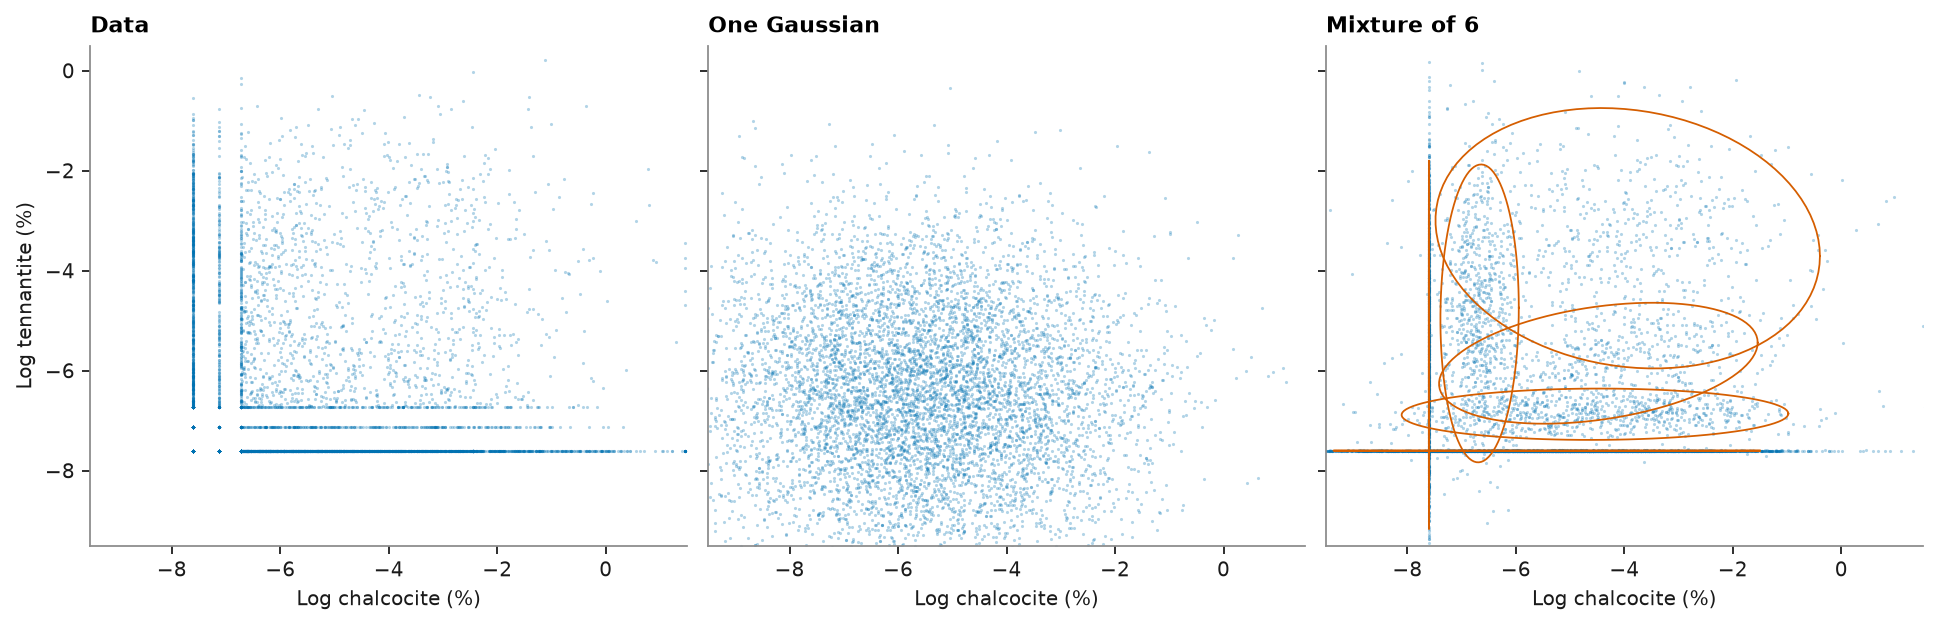 Data
One Gaussian
Mixture of 6
Log tennantite (%)
0
−2
−4
−6
−8
−8 −6 −4 −2 0
−8 −6 −4 −2 0
−8 −6 −4 −2 0
Log chalcocite (%)
Log chalcocite (%)
Log chalcocite (%)